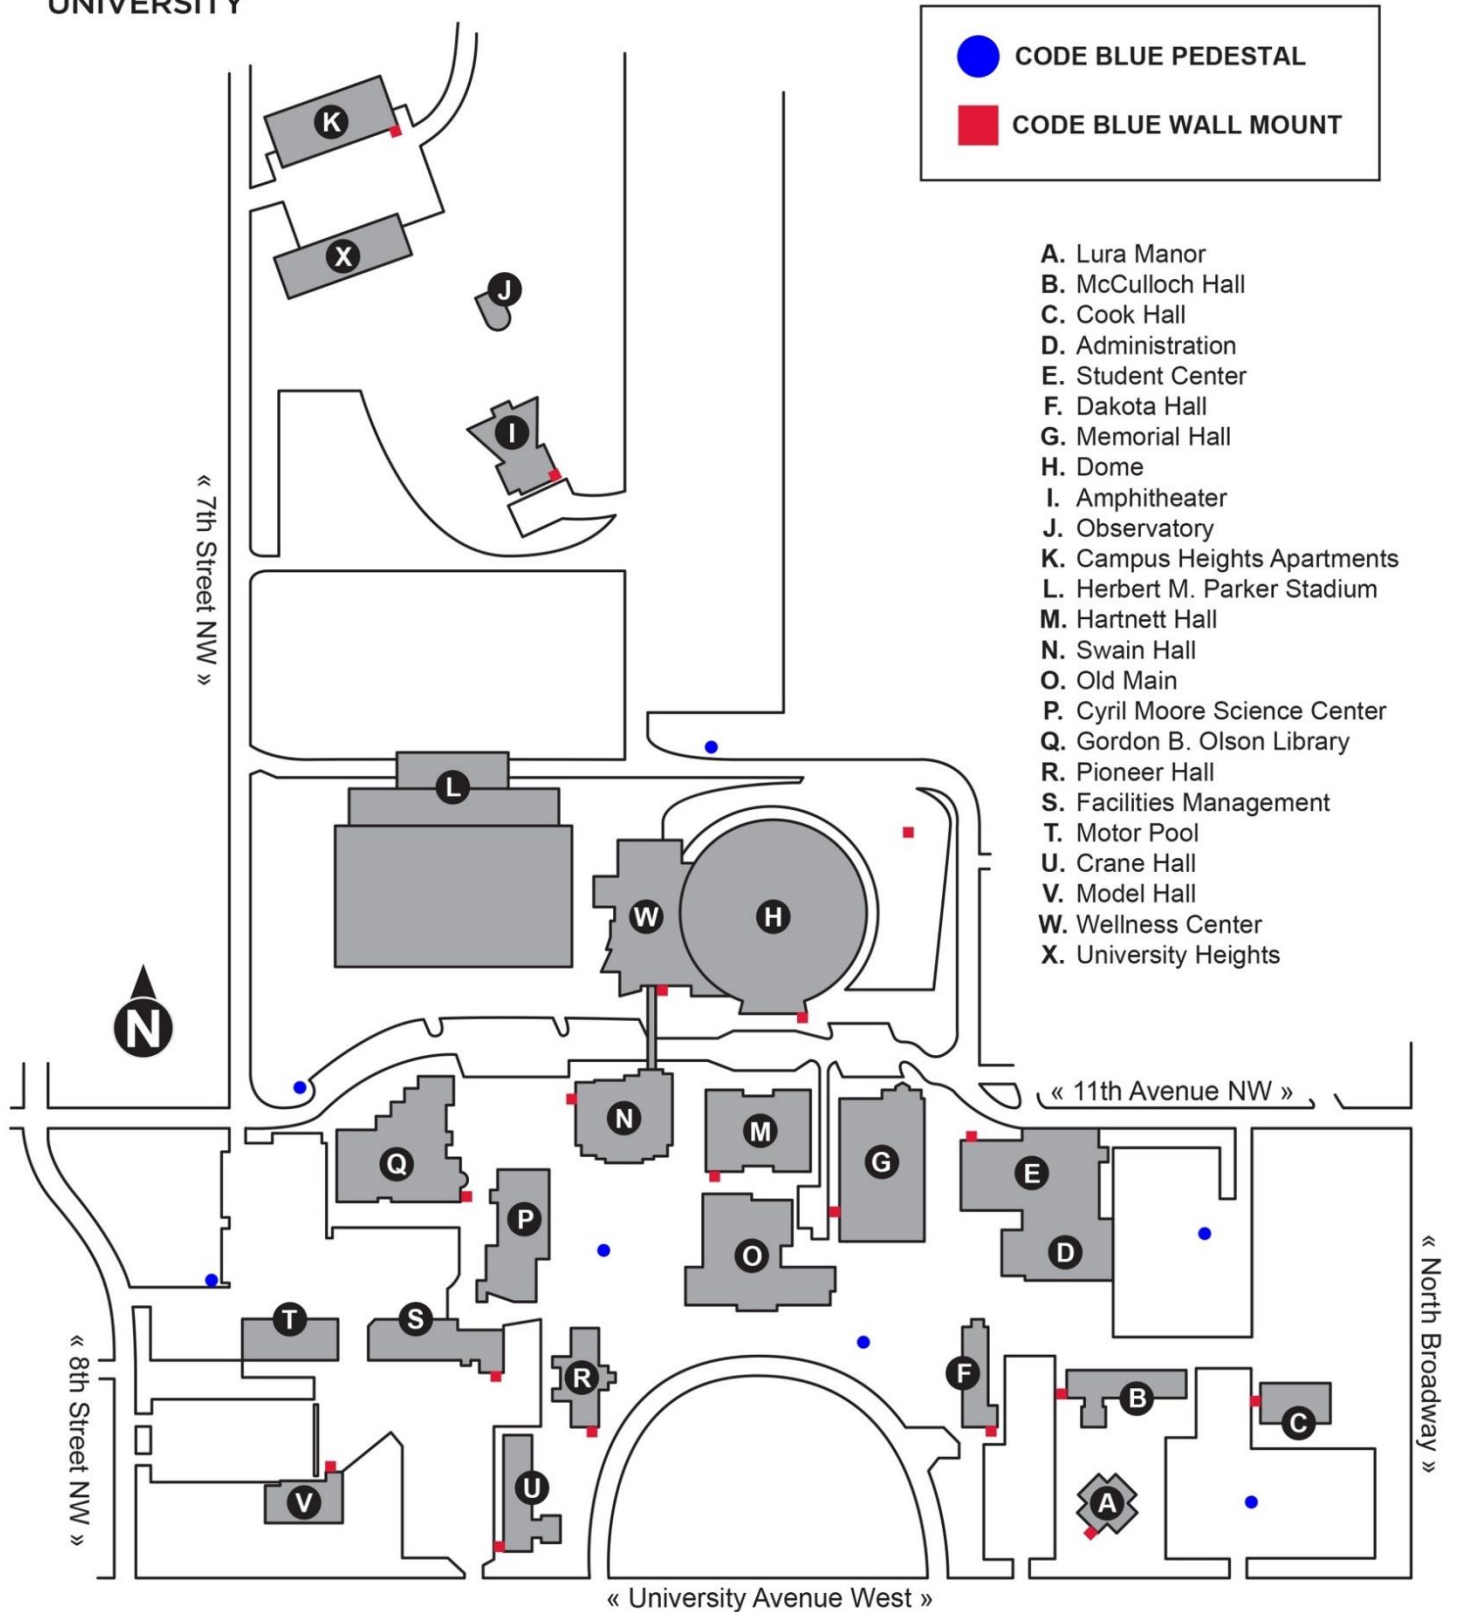 UNIVERSITY
CODE BLUE PEDESTAL
CODE BLUE WALL MOUNT
A. Lura Manor
B. McCulloch Hall
C. Cook Hall
D. Administration
E. Student Center
F. Dakota Hall
G. Memorial Hall
H. Dome
I. Amphitheater
J. Observatory
K. Campus Heights Apartments
L. Herbert M. Parker Stadium
M. Hartnett Hall
N. Swain Hall
O. Old Main
P. Cyril Moore Science Center
Q. Gordon B. Olson Library
R. Pioneer Hall
S. Facilities Management
T. Motor Pool
U. Crane Hall
V. Model Hall
W. Wellness Center
X. University Heights
K
X
J
I
« 7th Street NW »
L
W
H
N
« 11th Avenue NW »
N
M
Q
G
E
P
O
D
« North Broadway »
T
S
« 8th Street NW »
R
F
B
C
U
V
A
« University Avenue West »